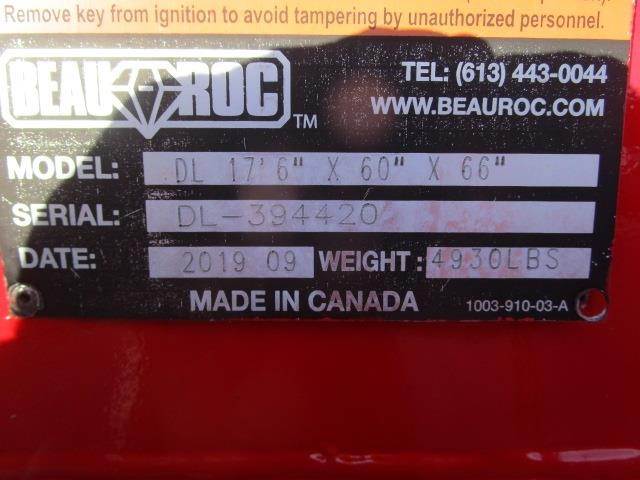 Remove key from ignition to avoid tampering by unauthorized personnel.
BEAU-ROC TM
TEL: (613) 443-0044
WWW.BEAUROC.COM
MODEL: DL 17'6" X 60" X 66"
SERIAL: DL-394420
DATE: 2019 09 WEIGHT: 4930LBS
MADE IN CANADA 1003-910-03-A